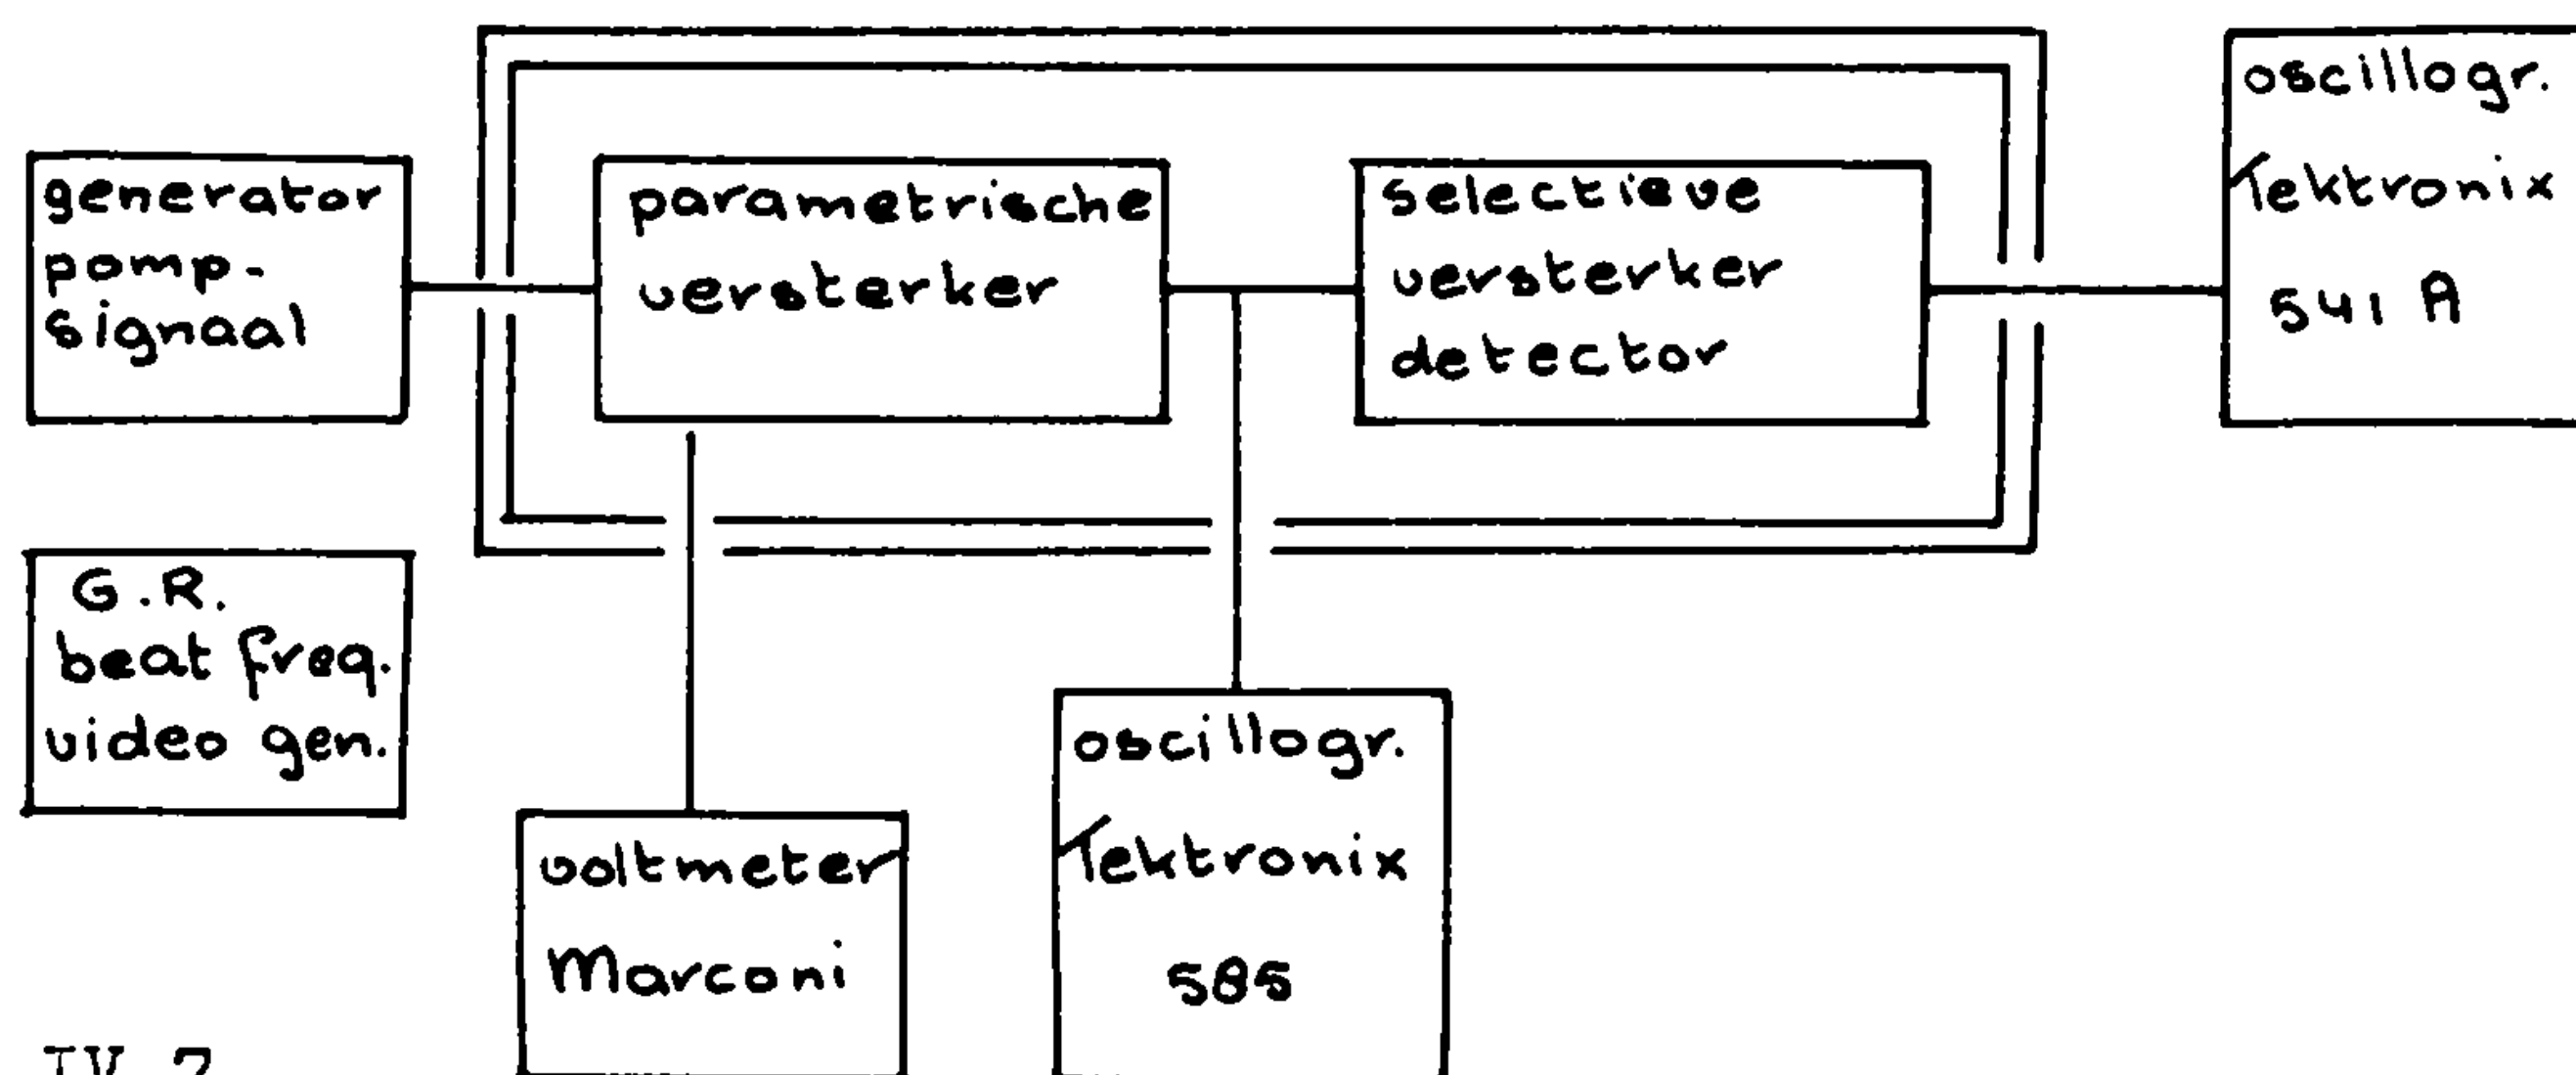 generator
pomp-
signaal
parametrische
versterker
selectieve
versterker
detector
oscillogr.
Tektronix
541 A
G.R.
beat freq.
video gen.
voltmeter
Marconi
oscillogr.
Tektronix
585